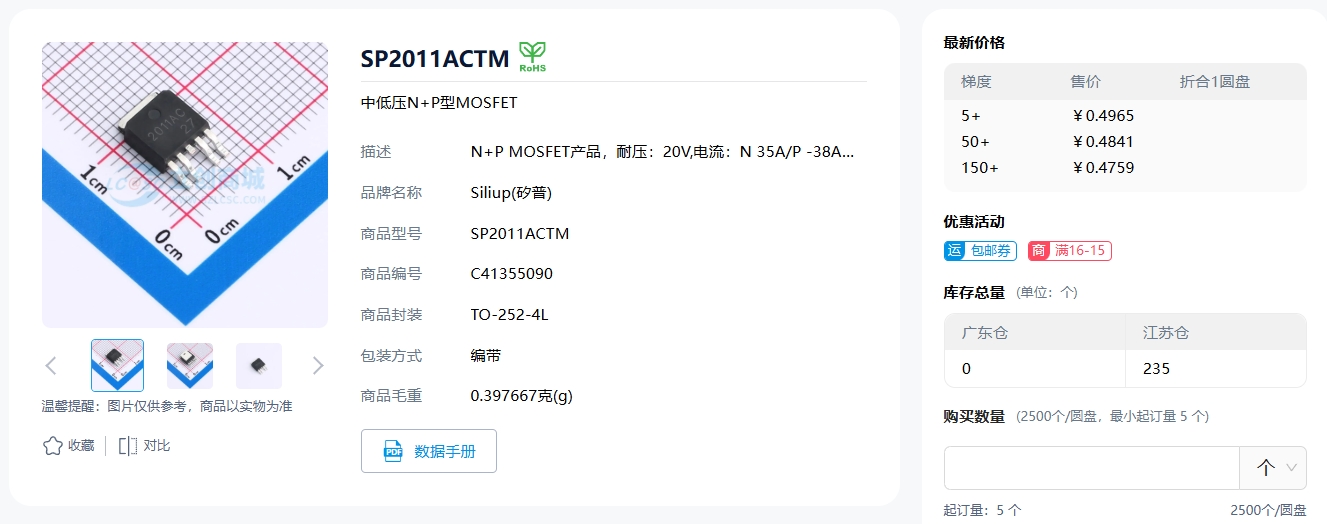 SP2011ACTM
RoHS
中低压N+P型MOSFET
描述 N+P MOSFET产品，耐压：20V,电流：N 35A/P -38A...
品牌名称 Siliup(矽普)
商品型号 SP2011ACTM
商品编号 C41355090
商品封装 TO-252-4L
包装方式 编带
商品毛重 0.397667克(g)
PDF 数据手册
2011AC
27
1cm
1cm
0cm
0cm
温馨提醒：图片仅供参考，商品以实物为准
收藏 对比
最新价格
梯度 售价 折合1圆盘
5+ ￥0.4965
50+ ￥0.4841
150+ ￥0.4759
优惠活动
运 包邮券 商 满16-15
库存总量 (单位：个)
广东仓 江苏仓
0 235
购买数量 (2500个/圆盘，最小起订量 5 个)
个
起订量：5 个 2500个/圆盘